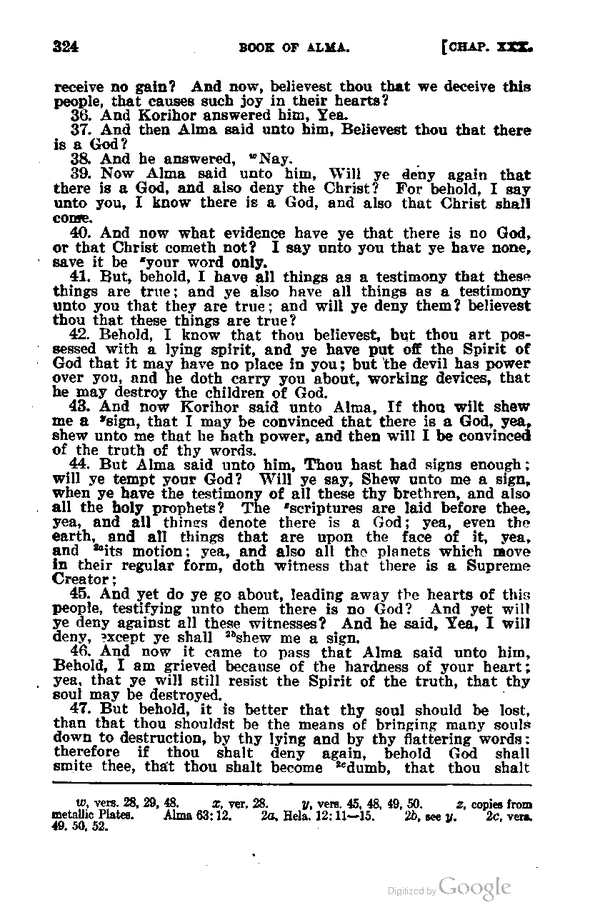 324 BOOK OF ALMA. [CHAP. XXX.
receive no gain? And now, believest thou that we deceive this
people, that causes such joy in their hearts?
36. And Korihor answered him, Yea.
37. And then Alma said unto him, Believest thou that there
is a God?
38. And he answered, ʷNay.
39. Now Alma said unto him, Will ye deny again that
there is a God, and also deny the Christ? For behold, I say
unto you, I know there is a God, and also that Christ shall
come.
40. And now what evidence have ye that there is no God,
or that Christ cometh not? I say unto you that ye have none,
save it be ˣyour word only.
41. But, behold, I have all things as a testimony that these
things are true; and ye also have all things as a testimony
unto you that they are true; and will ye deny them? believest
thou that these things are true?
42. Behold, I know that thou believest, but thou art pos-
sessed with a lying spirit, and ye have put off the Spirit of
God that it may have no place in you; but the devil has power
over you, and he doth carry you about, working devices, that
he may destroy the children of God.
43. And now Korihor said unto Alma, If thou wilt shew
me a ʸsign, that I may be convinced that there is a God, yea,
shew unto me that he hath power, and then will I be convinced
of the truth of thy words.
44. But Alma said unto him, Thou hast had signs enough;
will ye tempt your God? Will ye say, Shew unto me a sign,
when ye have the testimony of all these thy brethren, and also
all the holy prophets? The ᶻscriptures are laid before thee,
yea, and all things denote there is a God; yea, even the
earth, and all things that are upon the face of it, yea,
and ²ᵃits motion; yea, and also all the planets which move
in their regular form, doth witness that there is a Supreme
Creator;
45. And yet do ye go about, leading away the hearts of this
people, testifying unto them there is no God? And yet will
ye deny against all these witnesses? And he said, Yea, I will
deny, except ye shall ²ᵇshew me a sign.
46. And now it came to pass that Alma said unto him,
Behold, I am grieved because of the hardness of your heart;
yea, that ye will still resist the Spirit of the truth, that thy
soul may be destroyed.
47. But behold, it is better that thy soul should be lost,
than that thou shouldst be the means of bringing many souls
down to destruction, by thy lying and by thy flattering words:
therefore if thou shalt deny again, behold God shall
smite thee, that thou shalt become ²ᶜdumb, that thou shalt
w, vers. 28, 29, 48. x, ver. 28. y, vers. 45, 48, 49, 50. z, copies from
metallic Plates. Alma 63:12. 2a, Hela. 12:11—15. 2b, see y. 2c, vers.
49, 50, 52.
Digitized by Google